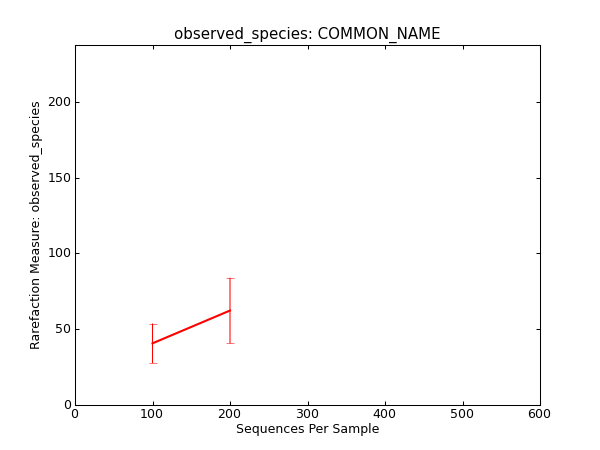 observed_species: COMMON_NAME
Rarefaction Measure: observed_species
200
150
100
50
0
0 100 200 300 400 500 600
Sequences Per Sample